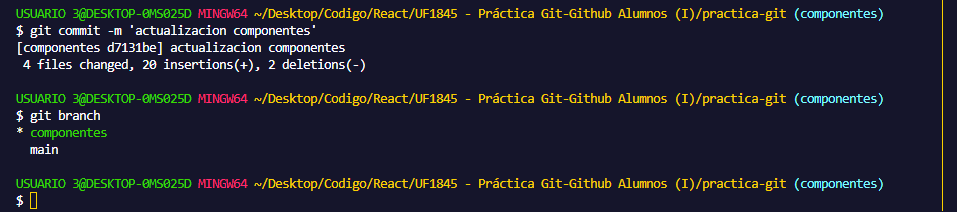 USUARIO 3@DESKTOP-0MS025D MINGW64 ~/Desktop/Codigo/React/UF1845 - Práctica Git-Github Alumnos (I)/practica-git (componentes)
$ git commit -m 'actualizacion componentes'
[componentes d7131be] actualizacion componentes
 4 files changed, 20 insertions(+), 2 deletions(-)
USUARIO 3@DESKTOP-0MS025D MINGW64 ~/Desktop/Codigo/React/UF1845 - Práctica Git-Github Alumnos (I)/practica-git (componentes)
$ git branch
* componentes
  main
USUARIO 3@DESKTOP-0MS025D MINGW64 ~/Desktop/Codigo/React/UF1845 - Práctica Git-Github Alumnos (I)/practica-git (componentes)
$